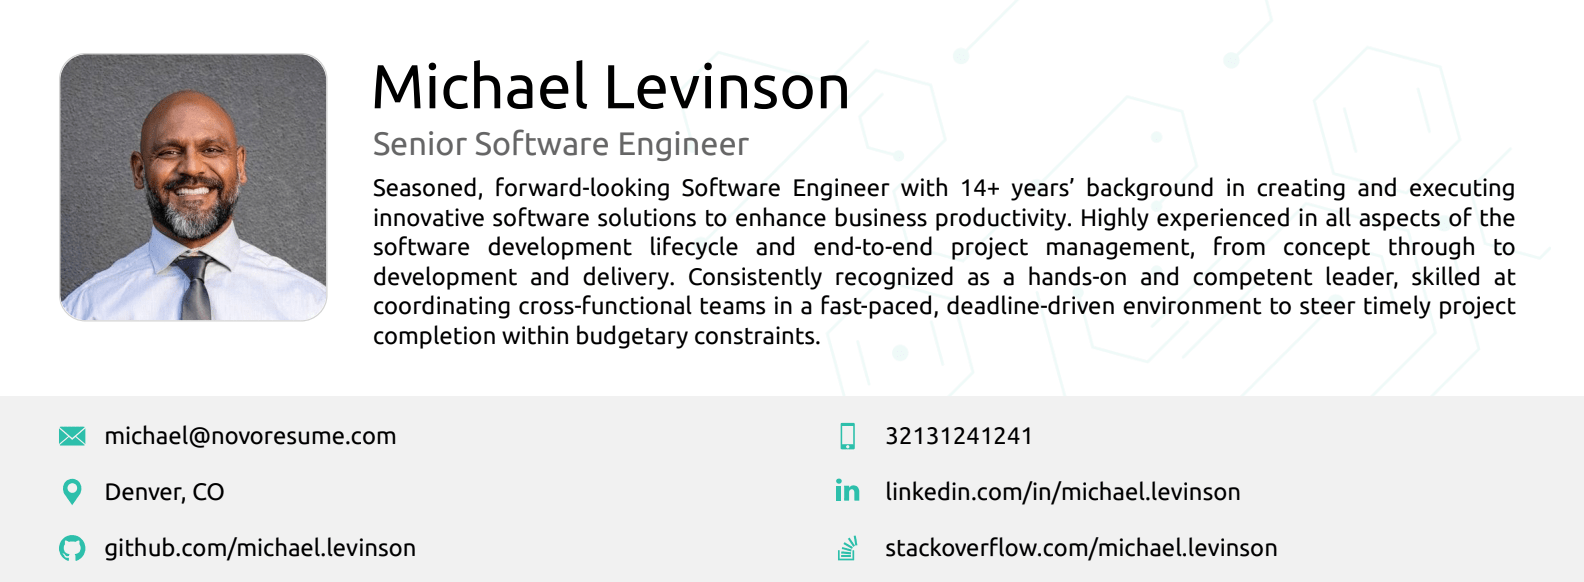 Michael Levinson
Senior Software Engineer
Seasoned, forward-looking Software Engineer with 14+ years’ background in creating and executing
innovative software solutions to enhance business productivity. Highly experienced in all aspects of the
software development lifecycle and end-to-end project management, from concept through to
development and delivery. Consistently recognized as a hands-on and competent leader, skilled at
coordinating cross-functional teams in a fast-paced, deadline-driven environment to steer timely project
completion within budgetary constraints.
michael@novoresume.com
32131241241
Denver, CO
linkedin.com/in/michael.levinson
github.com/michael.levinson
stackoverflow.com/michael.levinson